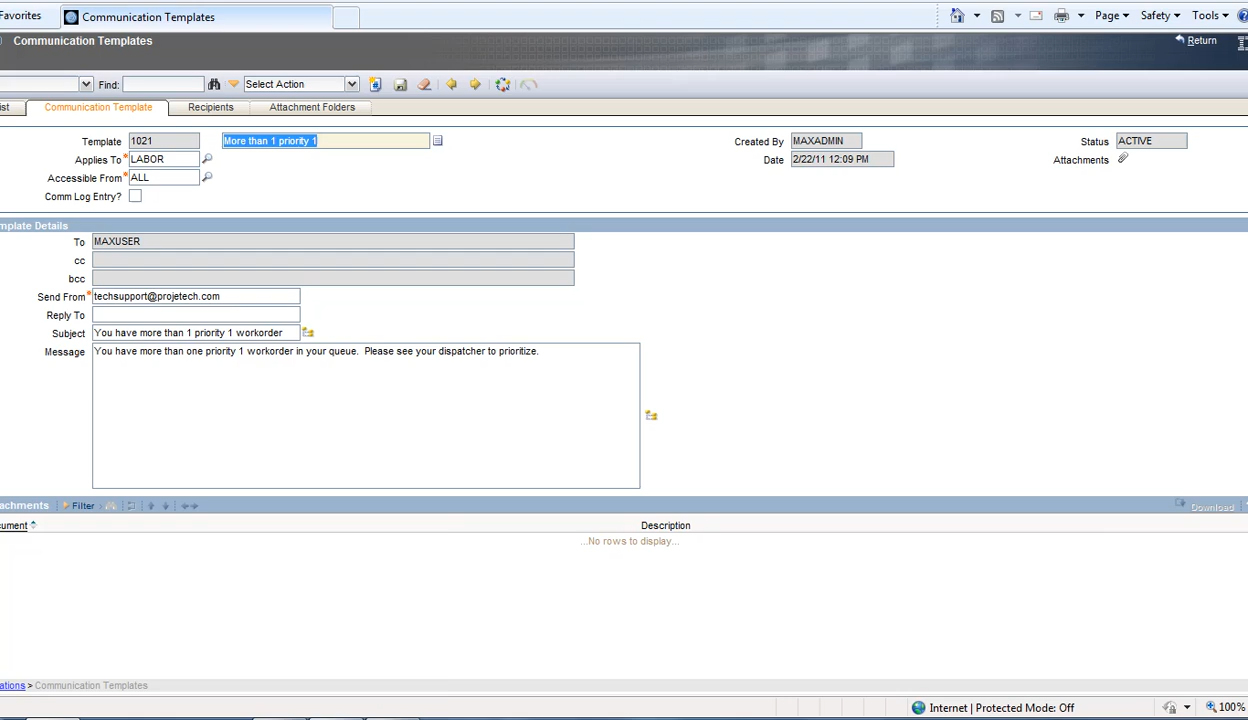 Favorites Communication Templates Page Safety Tools
Communication Templates Return
Find: Select Action
ist Communication Template Recipients Attachment Folders
Template 1021 More than 1 priority 1 Created By MAXADMIN Status ACTIVE
Applies To* LABOR Date 2/22/11 12:09 PM Attachments
Accessible From* ALL
Comm Log Entry?
mplate Details
To MAXUSER
cc
bcc
Send From* techsupport@projetech.com
Reply To
Subject You have more than 1 priority 1 workorder
Message You have more than one priority 1 workorder in your queue.  Please see your dispatcher to prioritize.
achments Filter Download
cument Description
...No rows to display...
ations > Communication Templates
Internet | Protected Mode: Off 100%